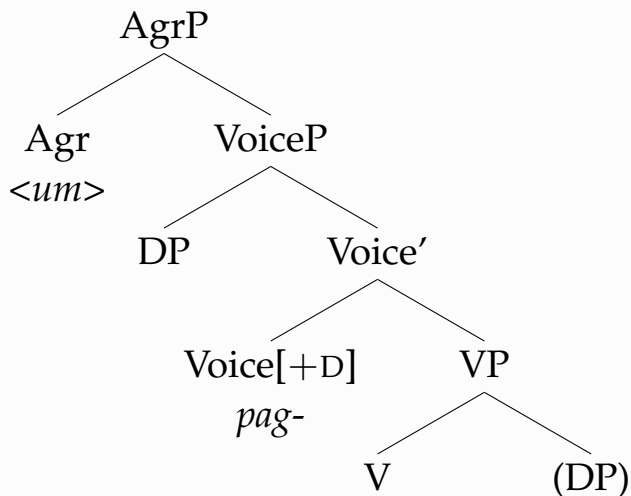 AgrP
Agr VoiceP
<um>
DP Voice’
Voice[+D] VP
pag-
V (DP)